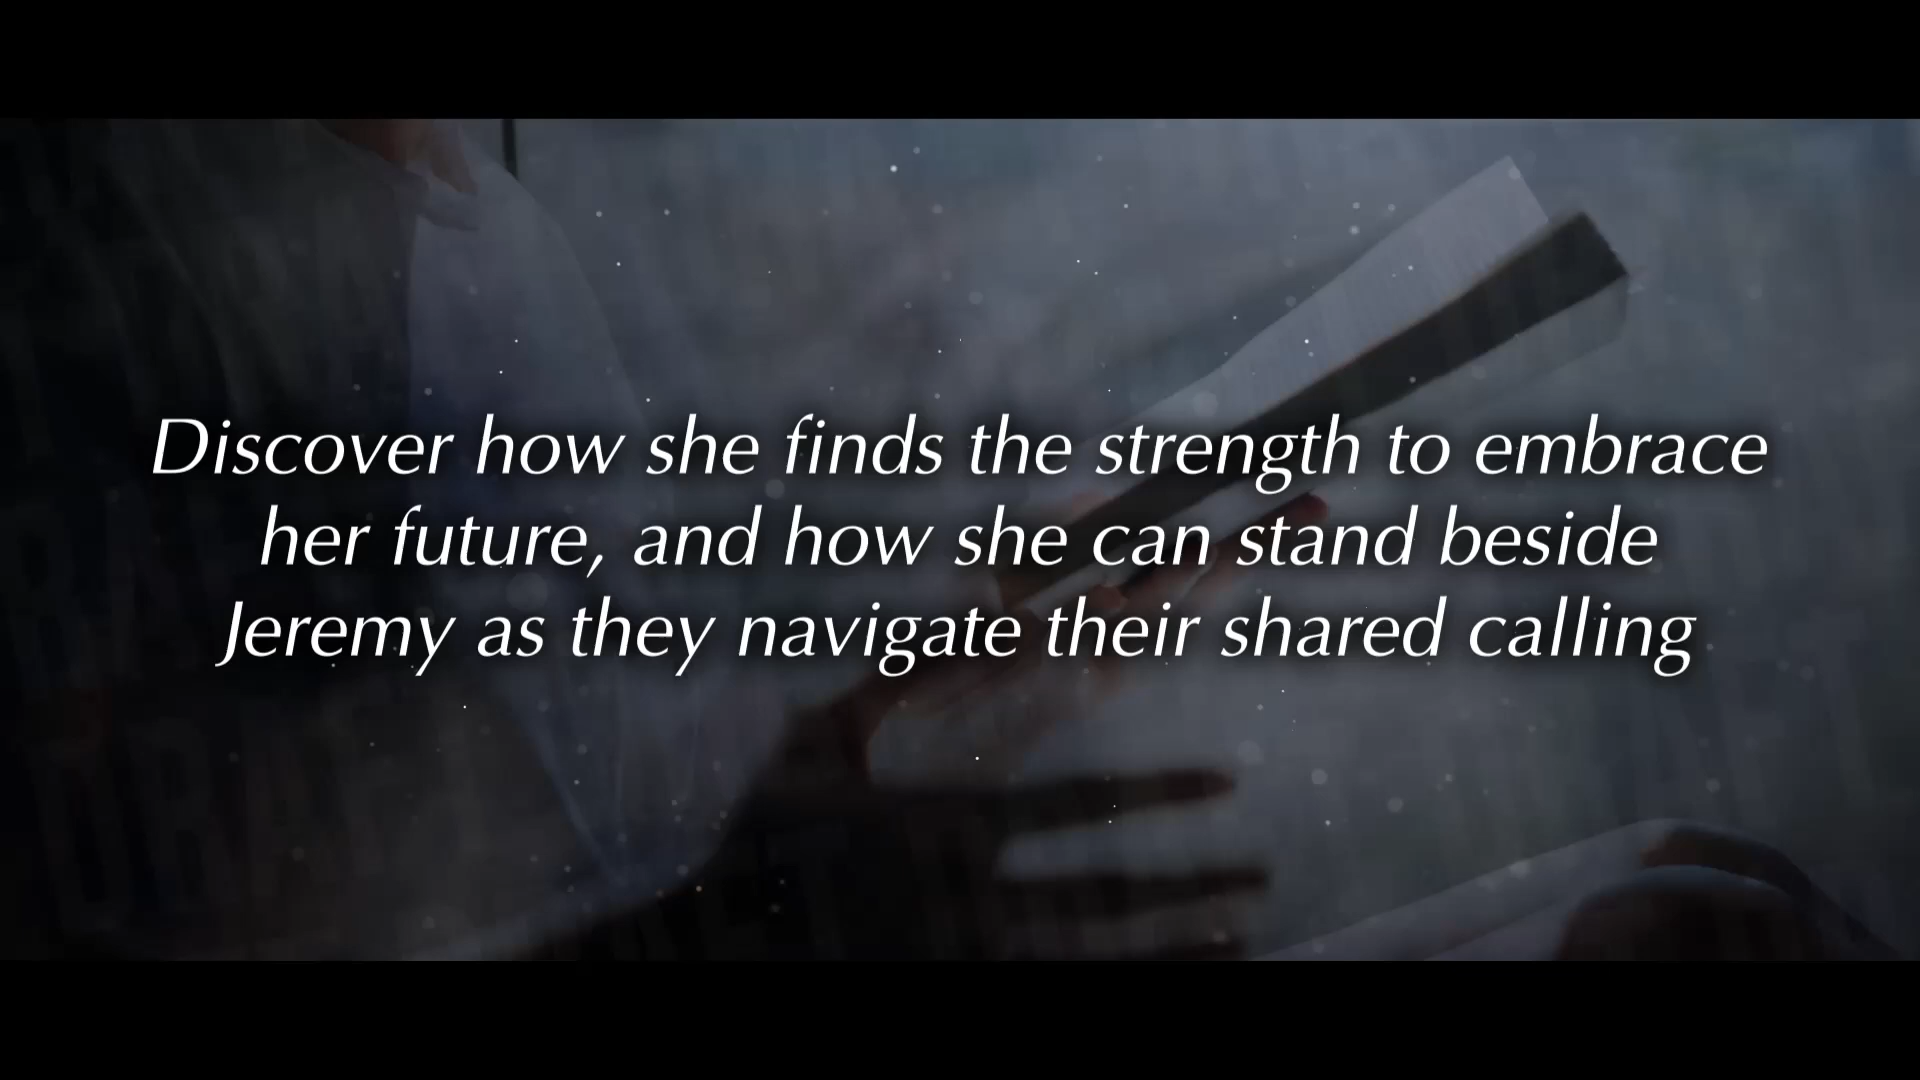 Discover how she finds the strength to embrace
her future, and how she can stand beside
Jeremy as they navigate their shared calling